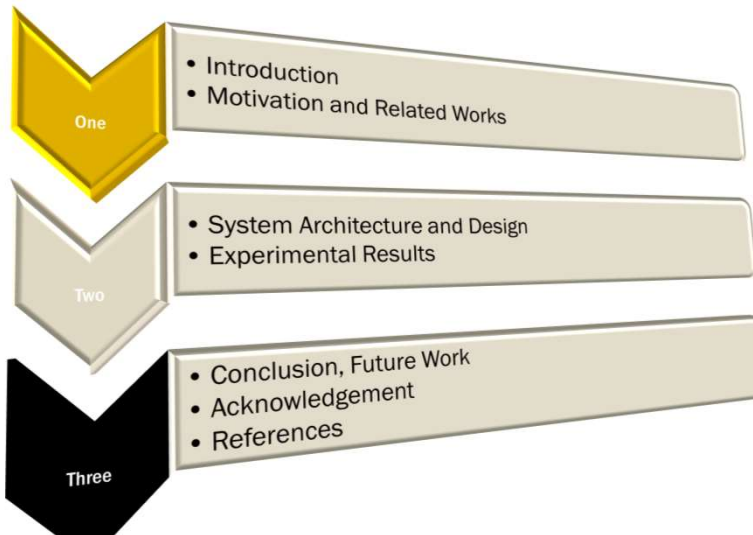 One
• Introduction
• Motivation and Related Works
Two
• System Architecture and Design
• Experimental Results
Three
• Conclusion, Future Work
• Acknowledgement
• References